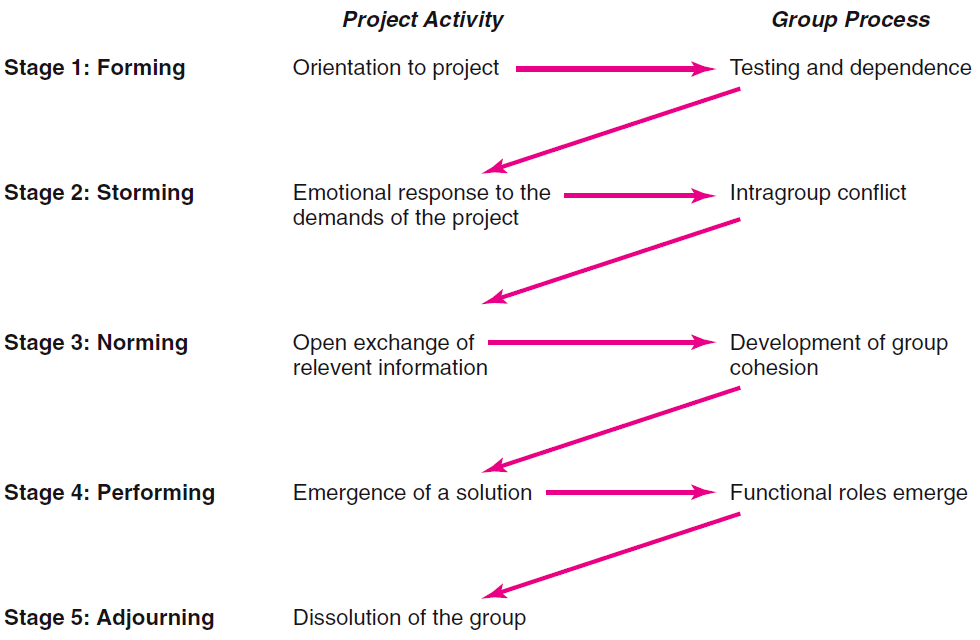 Project Activity Group Process
Stage 1: Forming Orientation to project Testing and dependence
Stage 2: Storming Emotional response to the Intragroup conflict
demands of the project
Stage 3: Norming Open exchange of Development of group
relevent information cohesion
Stage 4: Performing Emergence of a solution Functional roles emerge
Stage 5: Adjourning Dissolution of the group